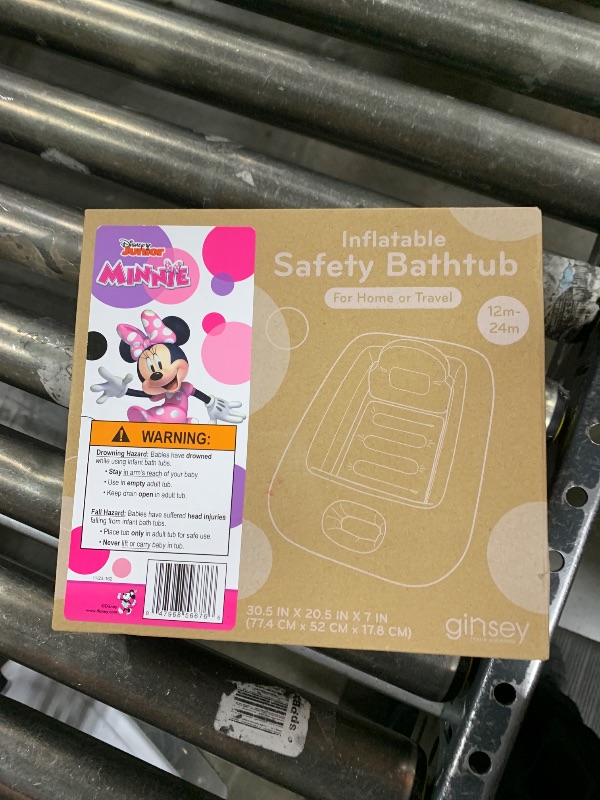 Disney
Junior
MINNIE
Inflatable
Safety Bathtub
For Home or Travel
12m-
24m
WARNING:
Drowning Hazard: Babies have drowned
while using infant bath tubs.
• Stay in arm's reach of your baby.
• Use in empty adult tub.
• Keep drain open in adult tub.
Fall Hazard: Babies have suffered head injuries
falling from infant bath tubs.
• Place tub only in adult tub for safe use.
• Never lift or carry baby in tub.
©Disney
30.5 IN X 20.5 IN X 7 IN
(77.4 CM x 52 CM x 17.8 CM)
ginsey